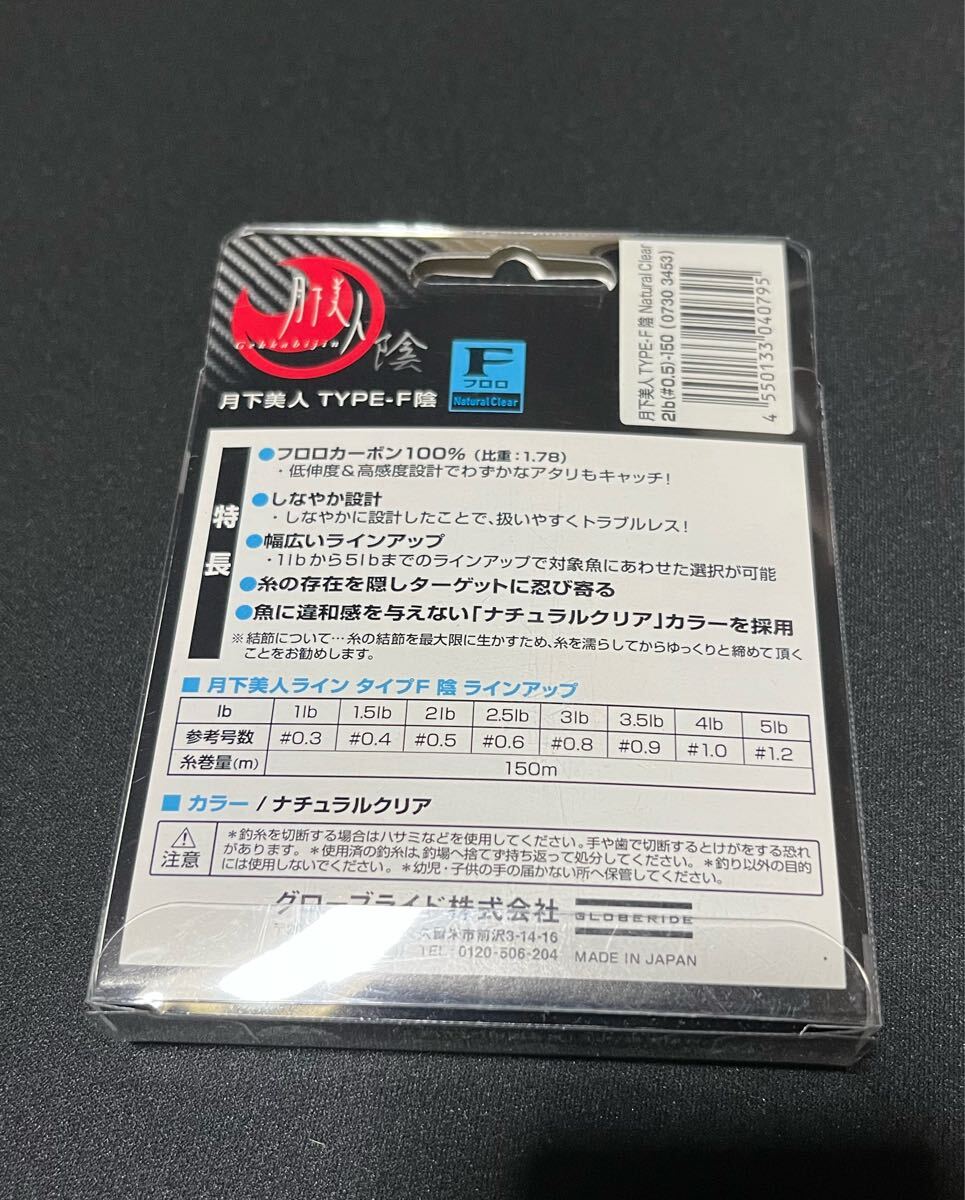 月下美人
Gekkabijin
陰
月下美人 TYPE-F陰
F
フロロ
Natural Clear
月下美人 TYPE-F 陰 Natural Clear
2lb(#0.5)-150 (0730 3453)
4 550133 040795
特長
●フロロカーボン100% (比重:1.78)
・低伸度&高感度設計でわずかなアタリもキャッチ!
●しなやか設計
・しなやかに設計したことで、扱いやすくトラブルレス!
●幅広いラインアップ
・1lbから5lbまでのラインアップで対象魚にあわせた選択が可能
●糸の存在を隠しターゲットに忍び寄る
●魚に違和感を与えない「ナチュラルクリア」カラーを採用
※結節について…糸の結節を最大限に生かすため、糸を濡らしてからゆっくりと締めて頂く
ことをお勧めします。
■ 月下美人ライン タイプF 陰 ラインアップ
lb 1lb 1.5lb 2lb 2.5lb 3lb 3.5lb 4lb 5lb
参考号数 #0.3 #0.4 #0.5 #0.6 #0.8 #0.9 #1.0 #1.2
糸巻量(m) 150m
■ カラー / ナチュラルクリア
注意
*釣糸を切断する場合はハサミなどを使用してください。手や歯で切断するとけがをする恐れ
があります。*使用済の釣糸は、釣場へ捨てず持ち返って処分してください。*釣り以外の目的
には使用しないでください。*幼児・子供の手の届かない所へ保管してください。
グローブライド株式会社 GLOBERIDE
久留米市前沢3-14-16
TEL:0120-506-204 MADE IN JAPAN